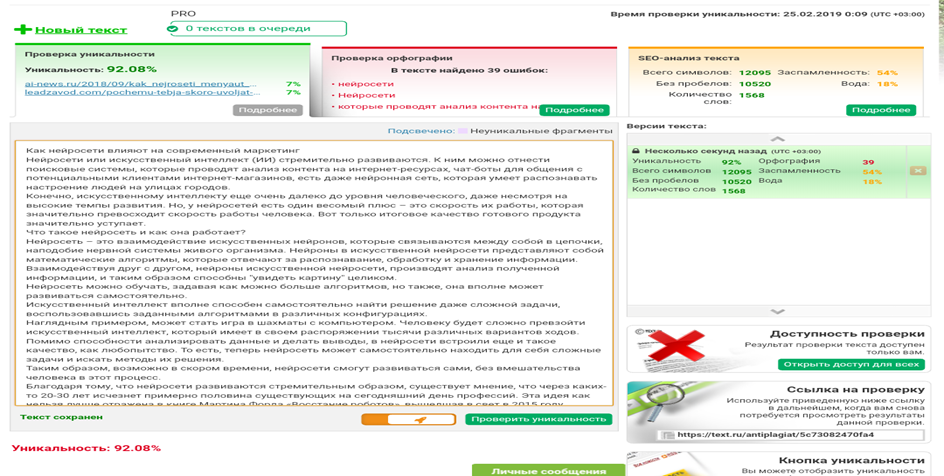 PRO
Время проверки уникальности: 25.02.2019 0:09 (UTC +03:00)
Новый текст
0 текстов в очереди
Проверка уникальности
Уникальность: 92.08%
ai-news.ru/2018/09/kak_nejroseti_menyaut_... 7%
leadzavod.com/pochemu-tebja-skoro-uvoljat-... 7%
Подробнее
Проверка орфографии
В тексте найдено 39 ошибок:
• нейросети
• Нейросети
• которые проводят анализ контента н
Подробнее
SEO-анализ текста
Всего символов: 12095 Заспамленность: 54%
Без пробелов: 10520 Вода: 18%
Количество слов: 1568
Подробнее
Подсвечено: Неуникальные фрагменты
Как нейросети влияют на современный маркетинг
Нейросети или искусственный интеллект (ИИ) стремительно развиваются. К ним можно отнести
поисковые системы, которые проводят анализ контента на интернет-ресурсах, чат-боты для общения с
потенциальными клиентами интернет-магазинов, есть даже нейронная сеть, которая умеет распознавать
настроение людей на улицах городов.
Конечно, искусственному интеллекту еще очень далеко до уровня человеческого, даже несмотря на
высокие темпы развития. Но, у нейросетей есть один весомый плюс – это скорость их работы, которая
значительно превосходит скорость работы человека. Вот только итоговое качество готового продукта
значительно уступает.
Что такое нейросеть и как она работает?
Нейросеть – это взаимодействие искусственных нейронов, которые связываются между собой в цепочки,
наподобие нервной системы живого организма. Нейроны в искусственной нейросети представляют собой
математические алгоритмы, которые отвечают за распознавание, обработку и хранение информации.
Взаимодействуя друг с другом, нейроны искусственной нейросети, производят анализ полученной
информации, и таким образом способны "увидеть картину" целиком.
Нейросеть можно обучать, задавая как можно больше алгоритмов, но также, она вполне может
развиваться самостоятельно.
Искусственный интеллект вполне способен самостоятельно найти решение даже сложной задачи,
воспользовавшись заданными алгоритмами в различных конфигурациях.
Наглядным примером, может стать игра в шахматы с компьютером. Человеку будет сложно превзойти
искусственный интеллект, который имеет в своем распоряжении тысячи различных вариантов ходов.
Помимо способности анализировать данные и делать выводы, в нейросети встроили еще и такое
качество, как любопытство. То есть, теперь нейросеть может самостоятельно находить для себя сложные
задачи и искать методы их решения.
Таким образом, возможно в скором времени, нейросети смогут развиваться сами, без вмешательства
человека в этот процесс.
Благодаря тому, что нейросети развиваются стремительным образом, существует мнение, что через каких-
то 20-30 лет исчезнет примерно половина существующих на сегодняшний день профессий. Эта идея как
нельзя лучше отражена в книге Мартина Форда «Восстание роботов» вышедшая в свет в 2015 году
Текст сохранен
Проверить уникальность
Уникальность: 92.08%
Личные сообщения
Версии текста:
Несколько секунд назад (UTC +03:00)
Уникальность 92% Орфография 39
Всего символов 12095 Заспамленность 54%
Без пробелов 10520 Вода 18%
Количество слов 1568
Доступность проверки
Результат проверки текста доступен
только вам.
Открыть доступ для всех
Ссылка на проверку
Используйте приведенную ниже ссылку
в дальнейшем, когда вам снова
потребуется просмотреть результаты
данной проверки.
https://text.ru/antiplagiat/5c73082470fa4
Кнопка уникальности
Вы можете отобразить уникальность